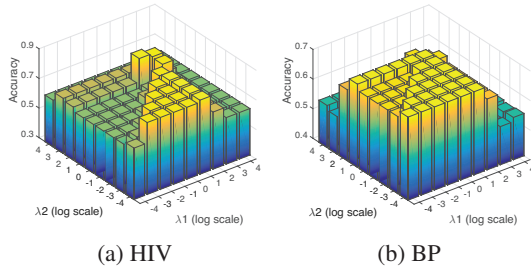 0.9
0.7
0.5
0.3
Accuracy
4 3 2 1 0 -1 -2 -3 -4
λ2 (log scale)
-4 -3 -2 -1 0 1 2 3 4
λ1 (log scale)
(a) HIV
0.7
0.6
0.5
0.4
Accuracy
4 3 2 1 0 -1 -2 -3 -4
λ2 (log scale)
-4 -3 -2 -1 0 1 2 3 4
λ1 (log scale)
(b) BP